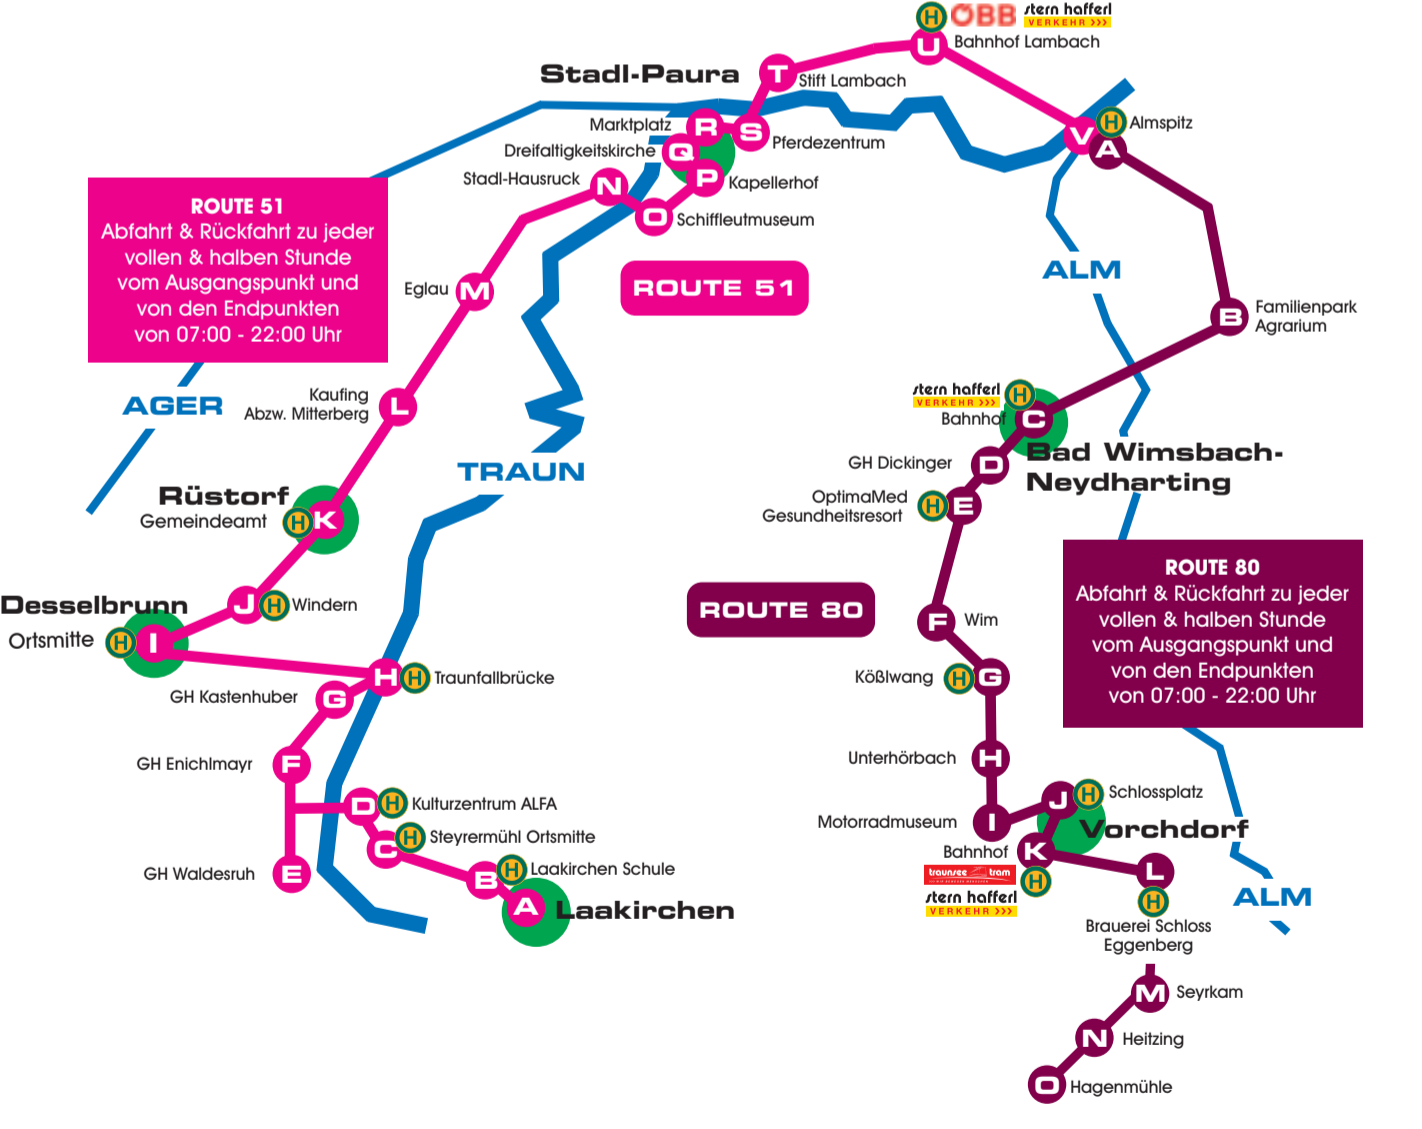 H
ÖBB
stern hafferl
VERKEHR >>>
U
Bahnhof Lambach
Stadl-Paura
T
Stift Lambach
Marktplatz
R
S
Pferdezentrum
V
H
Almspitz
A
Dreifaltigkeitskirche
Q
Stadl-Hausruck
N
P
Kapellerhof
O
Schiffleutmuseum
ROUTE 51
Abfahrt & Rückfahrt zu jeder
vollen & halben Stunde
vom Ausgangspunkt und
von den Endpunkten
von 07:00 - 22:00 Uhr
ROUTE 51
ALM
Eglau
M
B
Familienpark
Agrarium
AGER
Kaufing
Abzw. Mitterberg
L
stern hafferl
VERKEHR >>>
H
Bahnhof
C
Bad Wimsbach-
Neydharting
TRAUN
GH Dickinger
D
Rüstorf
Gemeindeamt
H
K
OptimaMed
Gesundheitsresort
H
E
ROUTE 80
Abfahrt & Rückfahrt zu jeder
vollen & halben Stunde
vom Ausgangspunkt und
von den Endpunkten
von 07:00 - 22:00 Uhr
Desselbrunn
J
H
Windern
ROUTE 80
F
Wim
Ortsmitte
H
I
H
H
Traunfallbrücke
Kößlwang
H
G
GH Kastenhuber
G
GH Enichlmayr
F
Unterhörbach
H
D
H
Kulturzentrum ALFA
J
H
Schlossplatz
C
H
Steyrermühl Ortsmitte
Motorradmuseum
I
Vorchdorf
GH Waldesruh
E
B
H
Laakirchen Schule
Bahnhof
K
L
traunsee tram
H
stern hafferl
VERKEHR >>>
A
Laakirchen
H
ALM
Brauerei Schloss
Eggenberg
M
Seyrkam
N
Heitzing
O
Hagenmühle